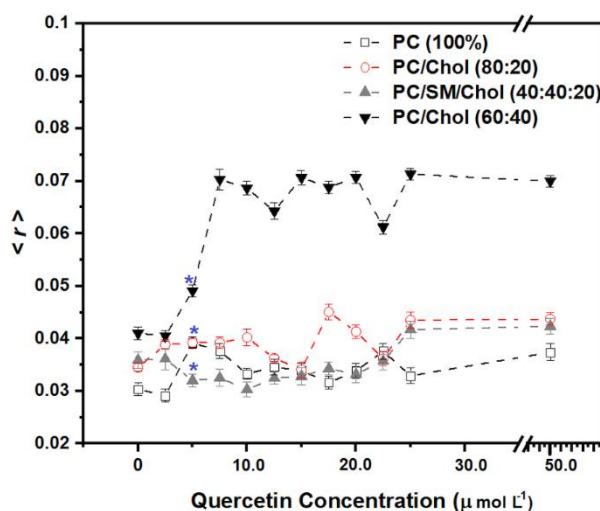 0.1
0.09
0.08
0.07
0.06
0.05
0.04
0.03
0.02
< r >
PC (100%)
PC/Chol (80:20)
PC/SM/Chol (40:40:20)
PC/Chol (60:40)
*
*
*
0 10.0 20.0 30.0 50.0
Quercetin Concentration (μ mol L⁻¹)